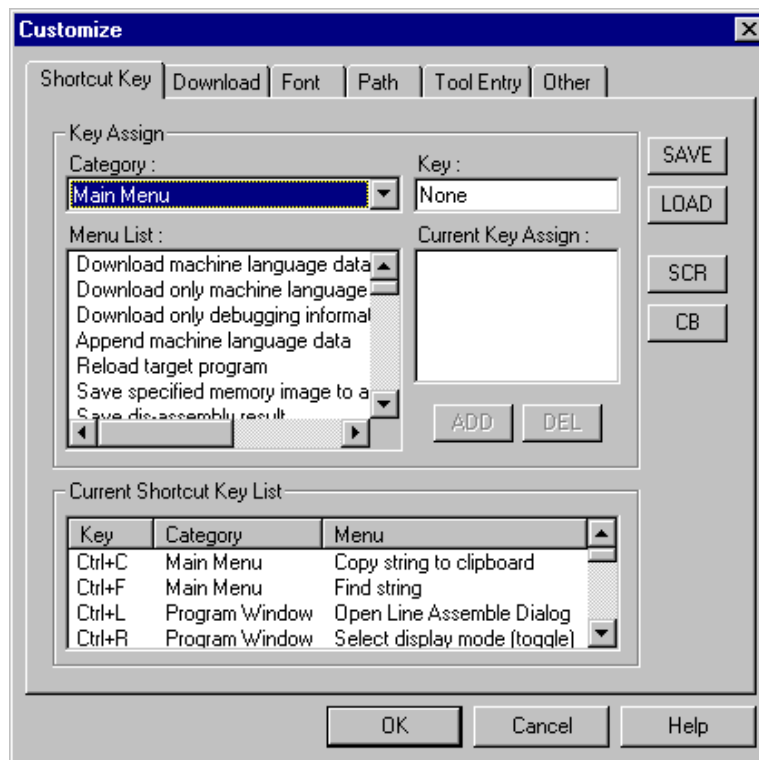 Customize
Shortcut Key Download Font Path Tool Entry Other
Key Assign
Category : Key :
Main Menu None
Menu List : Current Key Assign :
Download machine language data
Download only machine language
Download only debugging informat
Append machine language data
Reload target program
Save specified memory image to a
Save dis-assembly result
ADD DEL
SAVE
LOAD
SCR
CB
Current Shortcut Key List
Key Category Menu
Ctrl+C Main Menu Copy string to clipboard
Ctrl+F Main Menu Find string
Ctrl+L Program Window Open Line Assemble Dialog
Ctrl+R Program Window Select display mode (toggle)
OK Cancel Help